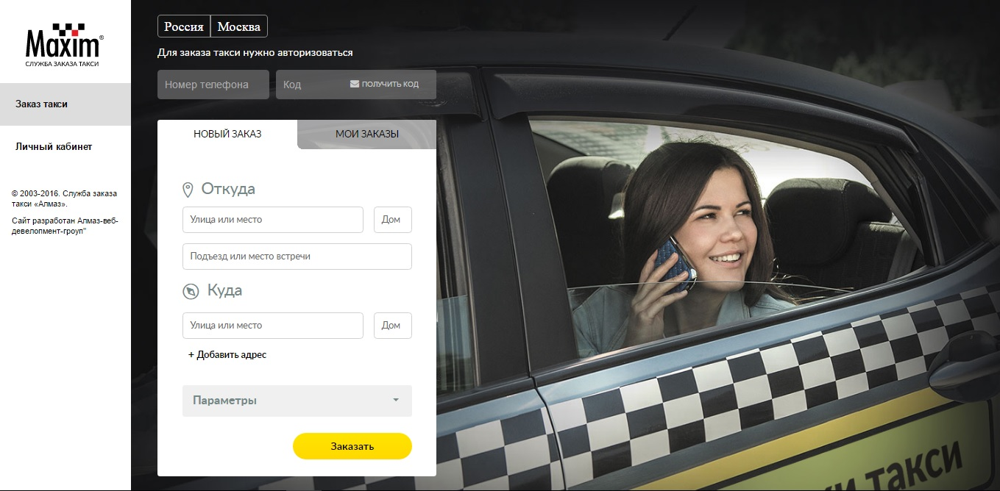 Maxim®
СЛУЖБА ЗАКАЗА ТАКСИ
Заказ такси
Личный кабинет
© 2003-2016. Служба заказа
такси «Алмаз».
Сайт разработан Алмаз-веб-
девелопмент-гроуп"
Россия Москва
Для заказа такси нужно авторизоваться
Номер телефона Код ПОЛУЧИТЬ КОД
НОВЫЙ ЗАКАЗ МОИ ЗАКАЗЫ
Откуда
Улица или место Дом
Подъезд или место встречи
Куда
Улица или место Дом
+ Добавить адрес
Параметры
Заказать
такси